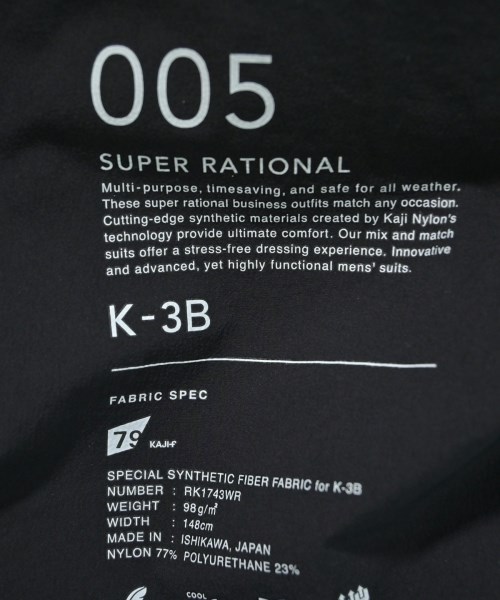 005
SUPER RATIONAL
Multi-purpose, timesaving, and safe for all weather.
These super rational business outfits match any occasion.
Cutting-edge synthetic materials created by Kaji Nylon's
technology provide ultimate comfort. Our mix and match
suits offer a stress-free dressing experience. Innovative
and advanced, yet highly functional mens' suits.
K-3B
FABRIC SPEC
79 KAJIF
SPECIAL SYNTHETIC FIBER FABRIC for K-3B
NUMBER : RK1743WR
WEIGHT : 98g/㎡
WIDTH : 148cm
MADE IN : ISHIKAWA, JAPAN
NYLON 77% POLYURETHANE 23%
COOL